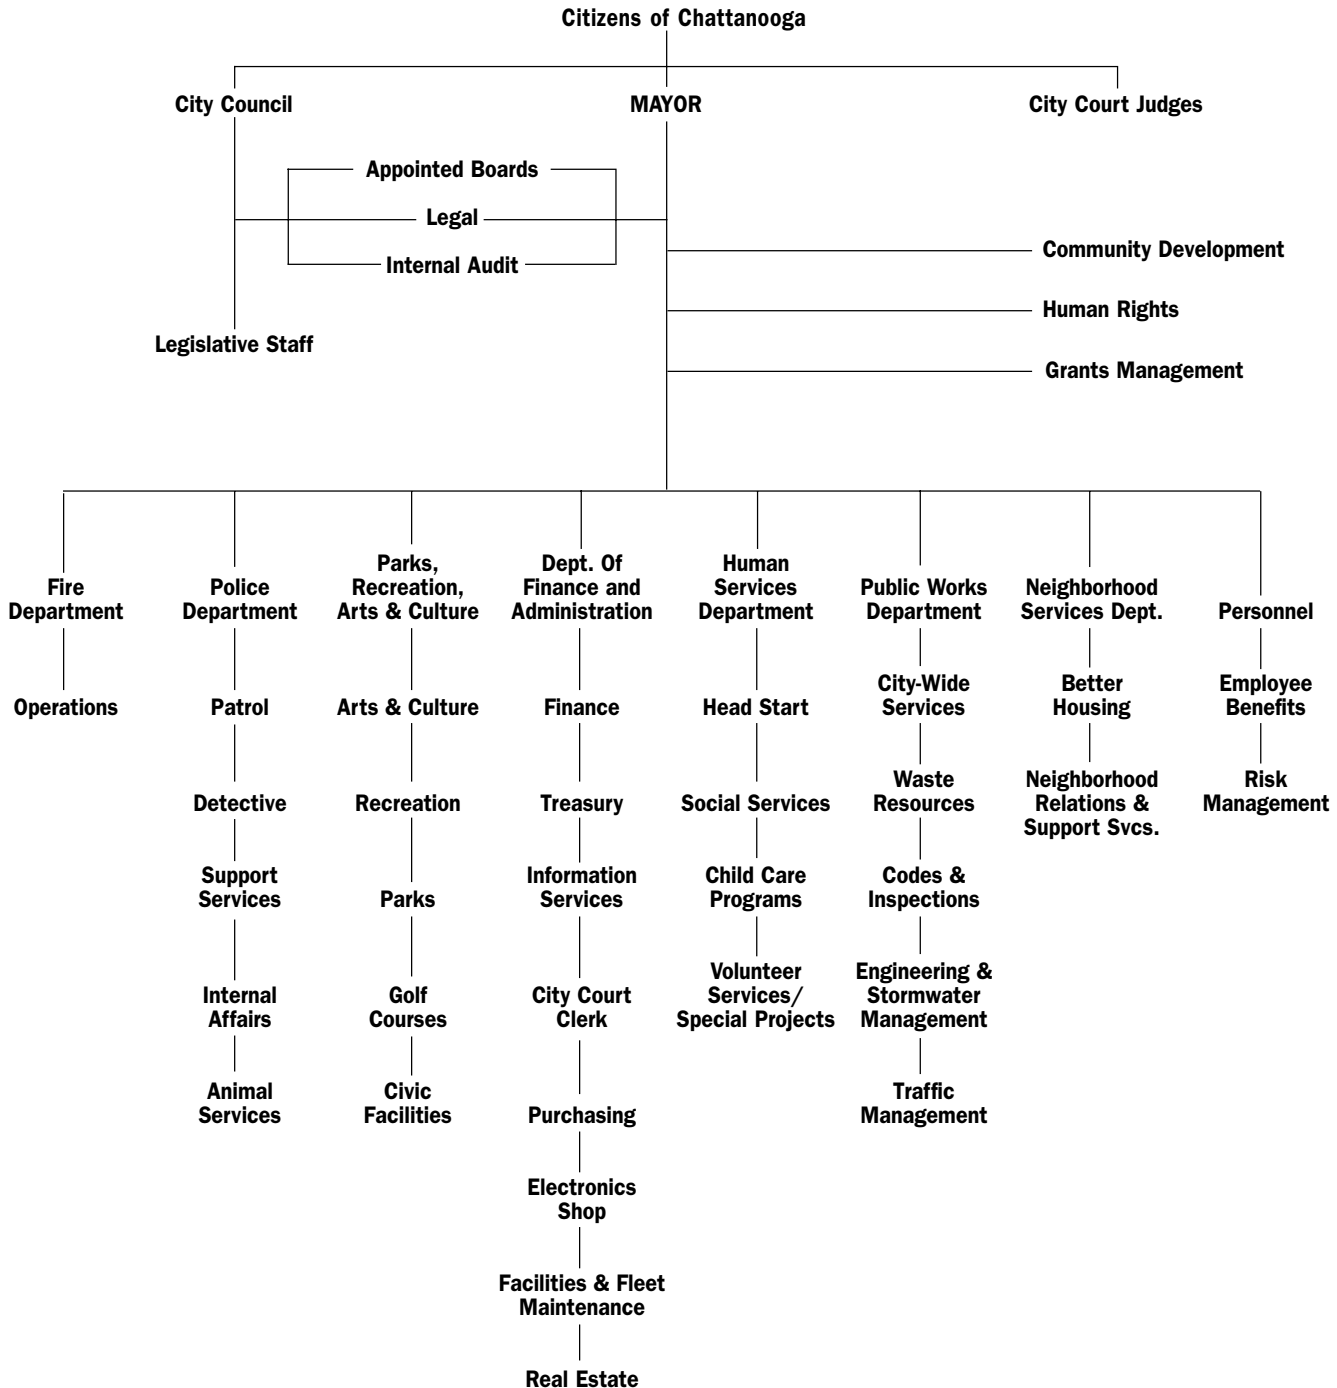 Citizens of Chattanooga
City Council
MAYOR
City Court Judges
Appointed Boards
Legal
Internal Audit
Legislative Staff
Community Development
Human Rights
Grants Management
Fire
Department
Operations
Police
Department
Patrol
Detective
Support
Services
Internal
Affairs
Animal
Services
Parks,
Recreation,
Arts & Culture
Arts & Culture
Recreation
Parks
Golf
Courses
Civic
Facilities
Dept. Of
Finance and
Administration
Finance
Treasury
Information
Services
City Court
Clerk
Purchasing
Electronics
Shop
Facilities & Fleet
Maintenance
Real Estate
Human
Services
Department
Head Start
Social Services
Child Care
Programs
Volunteer
Services/
Special Projects
Public Works
Department
City-Wide
Services
Waste
Resources
Codes &
Inspections
Engineering &
Stormwater
Management
Traffic
Management
Neighborhood
Services Dept.
Better
Housing
Neighborhood
Relations &
Support Svcs.
Personnel
Employee
Benefits
Risk
Management